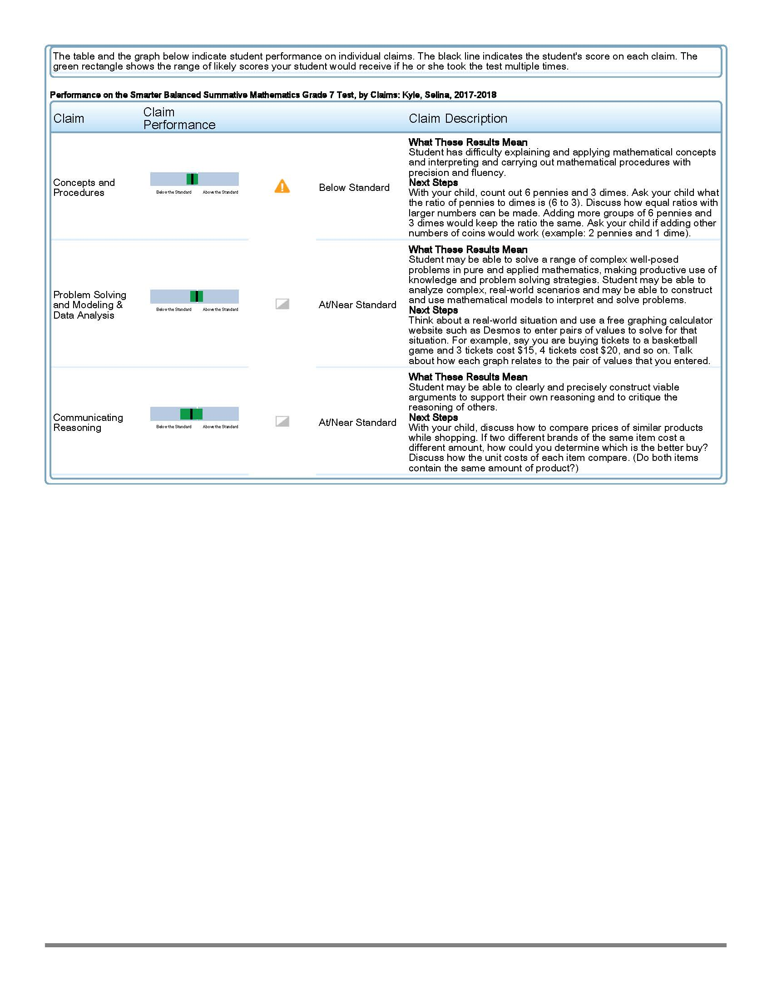 The table and the graph below indicate student performance on individual claims. The black line indicates the student's score on each claim. The
green rectangle shows the range of likely scores your student would receive if he or she took the test multiple times.
Performance on the Smarter Balanced Summative Mathematics Grade 7 Test, by Claims: Kyle, Selina, 2017-2018
Claim
Claim
Performance
Claim Description
Concepts and
Procedures
Below the Standard
Above the Standard
Below Standard
What These Results Mean
Student has difficulty explaining and applying mathematical concepts
and interpreting and carrying out mathematical procedures with
precision and fluency.
Next Steps
With your child, count out 6 pennies and 3 dimes. Ask your child what
the ratio of pennies to dimes is (6 to 3). Discuss how equal ratios with
larger numbers can be made. Adding more groups of 6 pennies and
3 dimes would keep the ratio the same. Ask your child if adding other
numbers of coins would work (example: 2 pennies and 1 dime).
Problem Solving
and Modeling &
Data Analysis
Below the Standard
Above the Standard
At/Near Standard
What These Results Mean
Student may be able to solve a range of complex well-posed
problems in pure and applied mathematics, making productive use of
knowledge and problem solving strategies. Student may be able to
analyze complex, real-world scenarios and may be able to construct
and use mathematical models to interpret and solve problems.
Next Steps
Think about a real-world situation and use a free graphing calculator
website such as Desmos to enter pairs of values to solve for that
situation. For example, say you are buying tickets to a basketball
game and 3 tickets cost $15, 4 tickets cost $20, and so on. Talk
about how each graph relates to the pair of values that you entered.
Communicating
Reasoning
Below the Standard
Above the Standard
At/Near Standard
What These Results Mean
Student may be able to clearly and precisely construct viable
arguments to support their own reasoning and to critique the
reasoning of others.
Next Steps
With your child, discuss how to compare prices of similar products
while shopping. If two different brands of the same item cost a
different amount, how could you determine which is the better buy?
Discuss how the unit costs of each item compare. (Do both items
contain the same amount of product?)